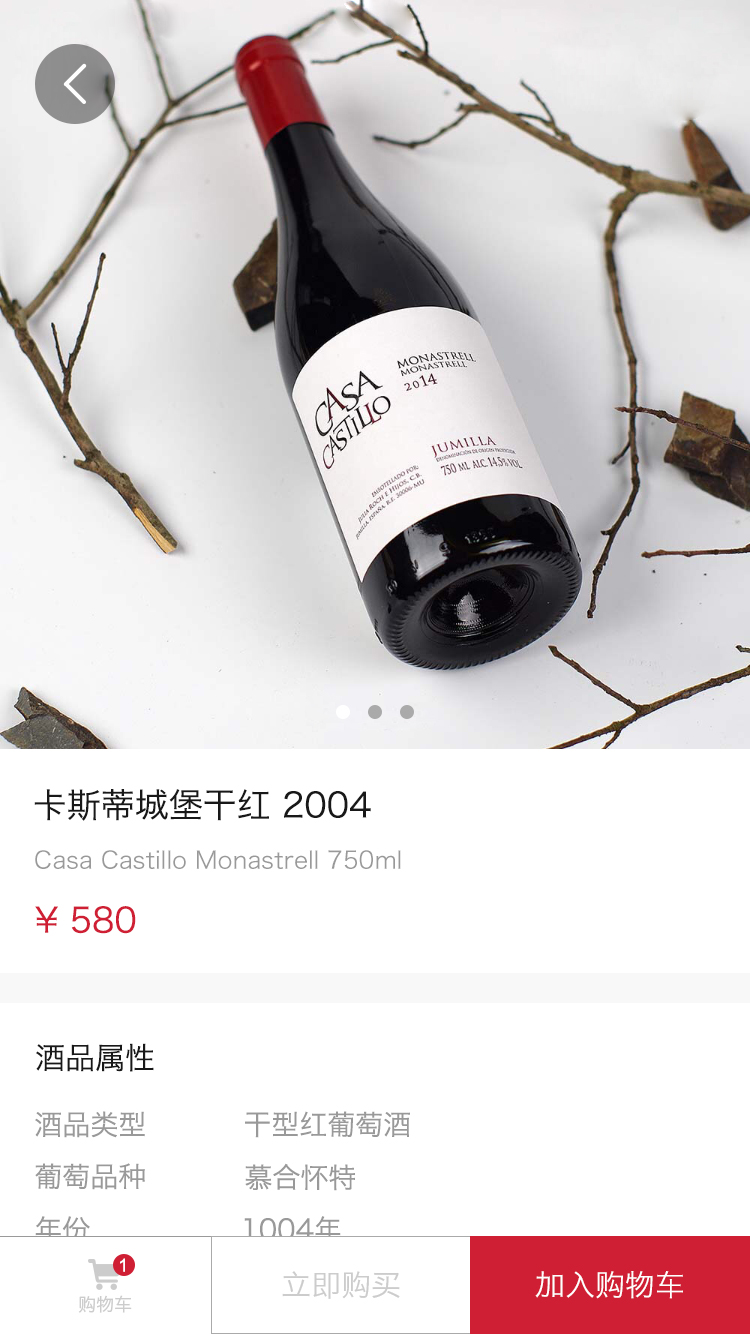 CASA
CASTILLO
MONASTRELL
MONASTRELL
2014
JUMILLA
DENOMINACIÓN DE ORIGEN PROTEGIDA
750 ML ALC 14.5% VOL
EMBOTELLADO POR:
JULIA ROCH E HIJOS, C.B.
JUMILLA, ESPAÑA, R.E. 30006-MU
卡斯蒂城堡干红 2004
Casa Castillo Monastrell 750ml
¥ 580
酒品属性
酒品类型 干型红葡萄酒
葡萄品种 慕合怀特
年份 1004年
1
购物车
立即购买
加入购物车